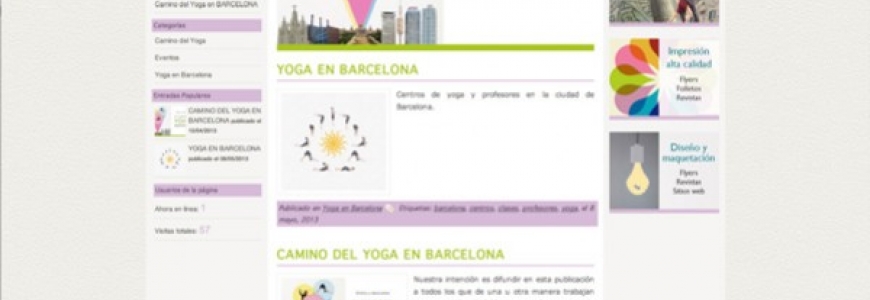 Camino del Yoga en BARCELONA
Categorías
Camino del Yoga
Eventos
Yoga en Barcelona
Entradas Populares
CAMINO DEL YOGA EN
BARCELONA publicado el
YOGA EN BARCELONA
publicado el 08/05/2013
Usuarios de la página
Ahora en línea: 1
Visitas totales: 57
YOGA EN BARCELONA
Centros de yoga y profesores en la ciudad de
Barcelona.
Publicado en Yoga en Barcelona Etiquetas: barcelona, centros, clases, profesores, yoga, el 8
mayo, 2013
CAMINO DEL YOGA EN BARCELONA
Nuestra intención es difundir en esta publicación
a todos los que de una u otra manera trabajan
Impresión
alta calidad
Flyers
Folletos
Revistas
Diseño y
maquetación
Flyers
Revistas
Sitios web